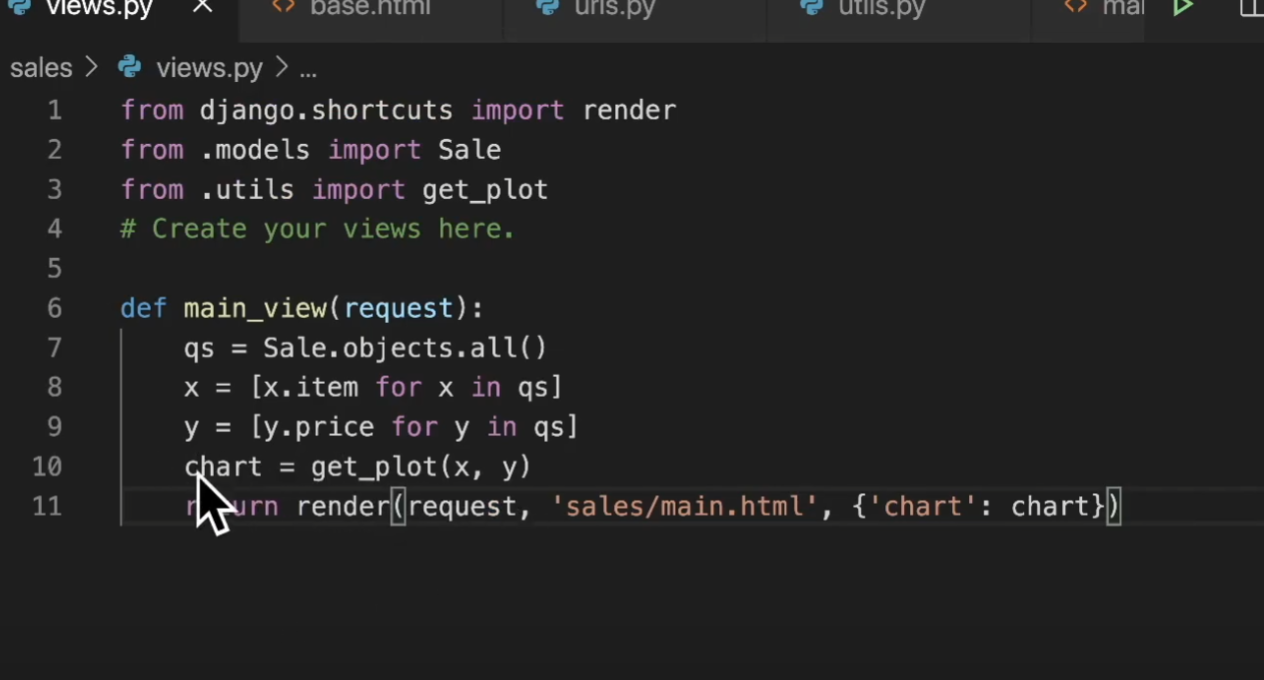 views.py base.html urls.py utils.py
sales > views.py > ...
1 from django.shortcuts import render
2 from .models import Sale
3 from .utils import get_plot
4 # Create your views here.
5
6 def main_view(request):
7     qs = Sale.objects.all()
8     x = [x.item for x in qs]
9     y = [y.price for y in qs]
10     chart = get_plot(x, y)
11     return render(request, 'sales/main.html', {'chart': chart})